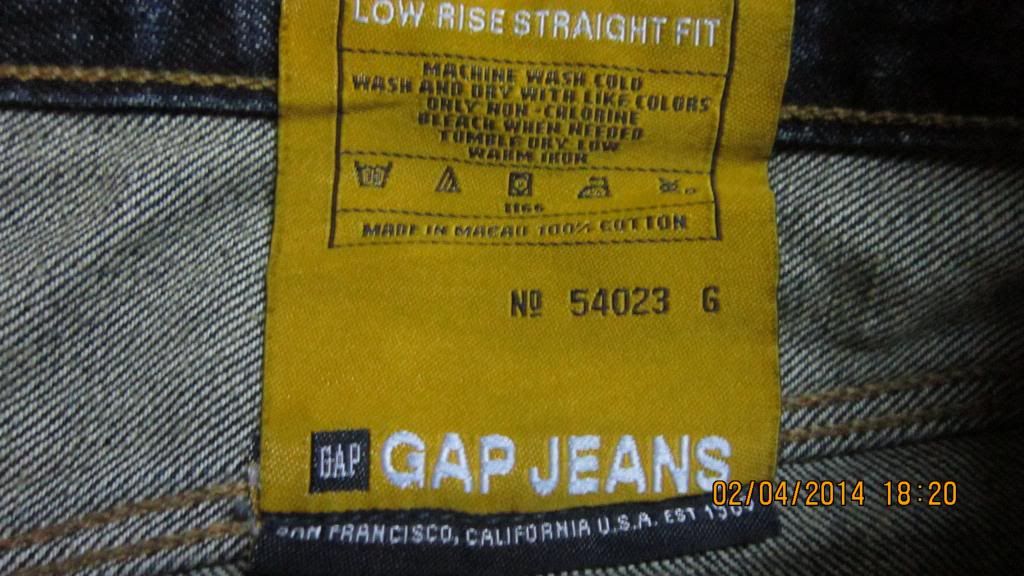 LOW RISE STRAIGHT FIT
MACHINE WASH COLD
WASH AND DRY WITH LIKE COLORS
ONLY NON-CHLORINE
BLEACH WHEN NEEDED
TUMBLE DRY LOW
WARM IRON
MADE IN MACAO 100% COTTON
Nº 54023 G
GAP GAP JEANS
02/04/2014 18:20
SAN FRANCISCO, CALIFORNIA U.S.A. EST